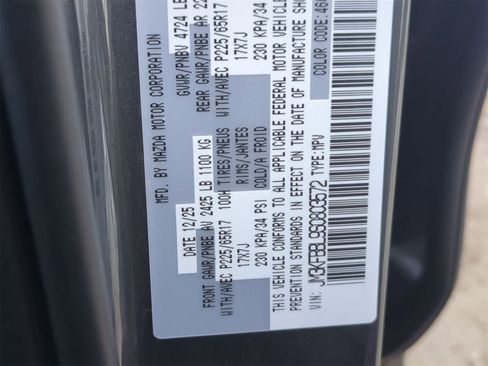 MFD. BY MAZDA MOTOR CORPORATION
GVWR/PNBV 4724 LB
DATE 12/25
FRONT GAWR/PNBE AV 2425 LB 1100 KG REAR GAWR/PNBE AR
WITH/AVEC P225/65R17 100H TIRES/PNEUS WITH/AVEC P225/65R17
17X7J RIMS/JANTES 17X7J
230 KPA/34 PSI COLD/A FROID 230 KPA/34
THIS VEHICLE CONFORMS TO ALL APPLICABLE FEDERAL MOTOR VEHICLE
PREVENTION STANDARDS IN EFFECT ON THE DATE OF MANUFACTURE
VIN: TYPE: MPV COLOR CODE: